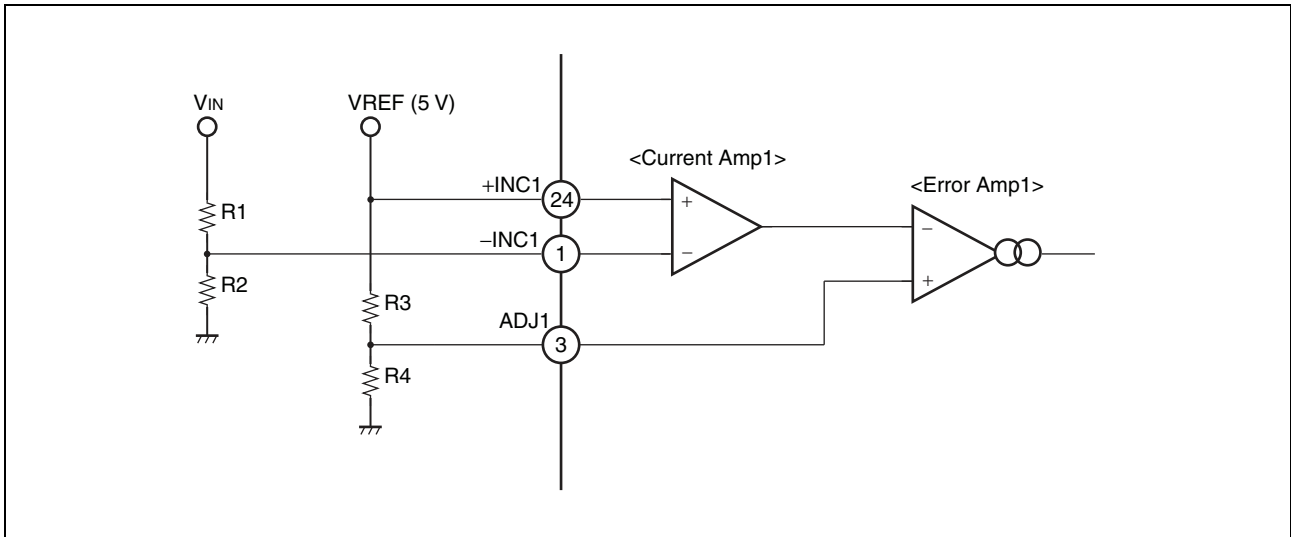 VIN
VREF (5 V)
<Current Amp1>
<Error Amp1>
+INC1
24
+
R1
−INC1
1
−
−
R2
R3
+
ADJ1
3
R4